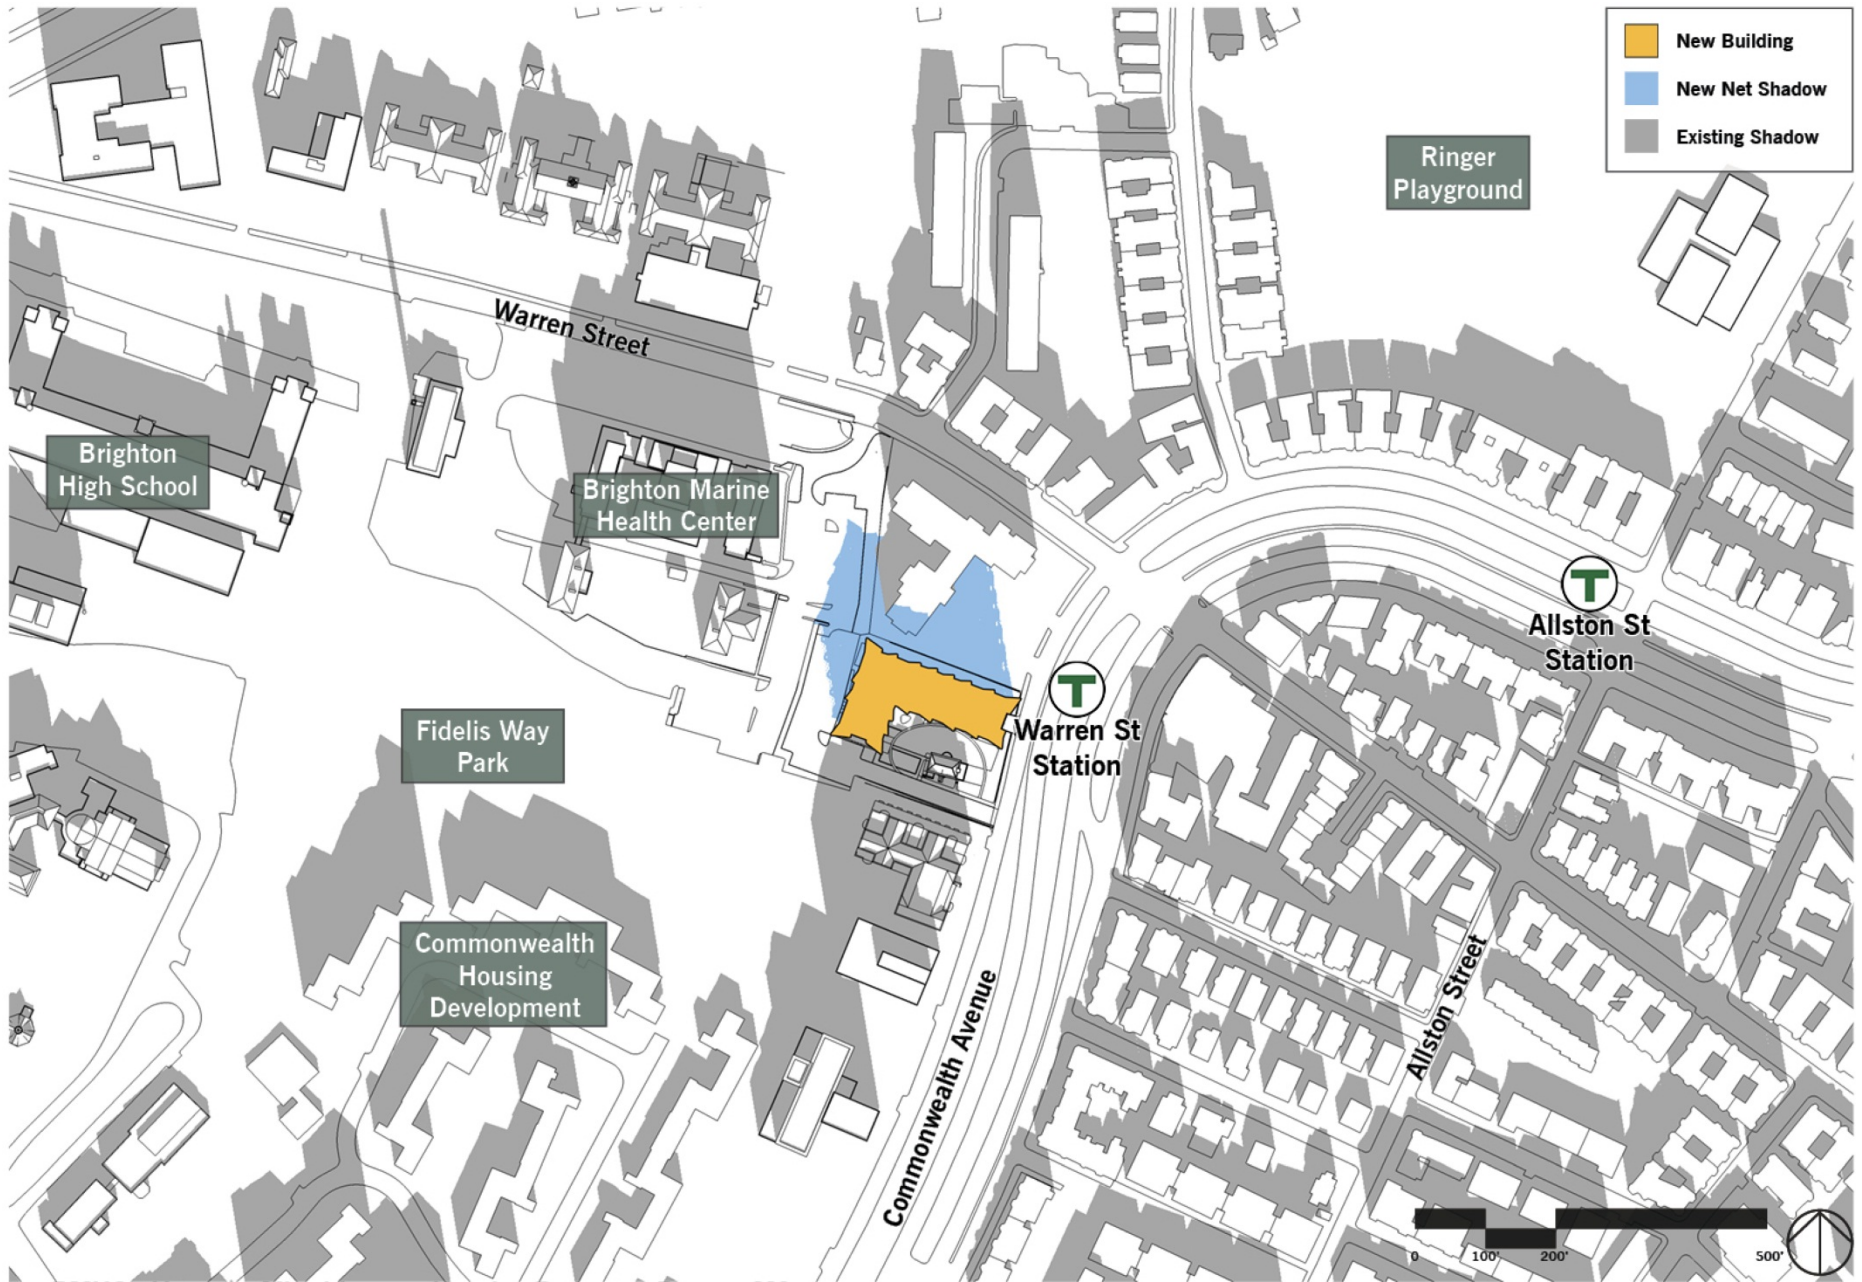 New Building
New Net Shadow
Existing Shadow
Ringer
Playground
Warren Street
Brighton
High School
Brighton Marine
Health Center
T
Allston St
Station
T
Warren St
Station
Fidelis Way
Park
Commonwealth
Housing
Development
Commonwealth Avenue
Allston Street
0 100' 200' 500'